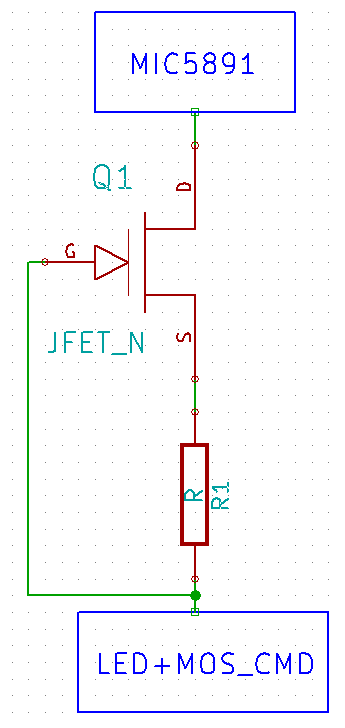 MIC5891
Q1
D
G
JFET_N
S
R
R1
LED+MOS_CMD